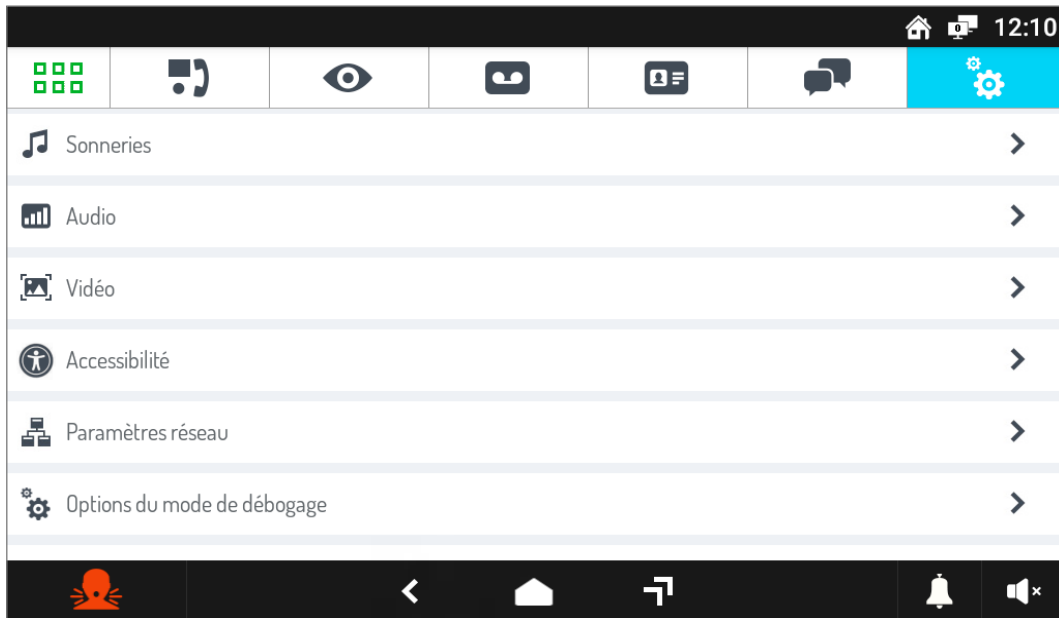 12:10
Sonneries
Audio
Vidéo
Accessibilité
Paramètres réseau
Options du mode de débogage